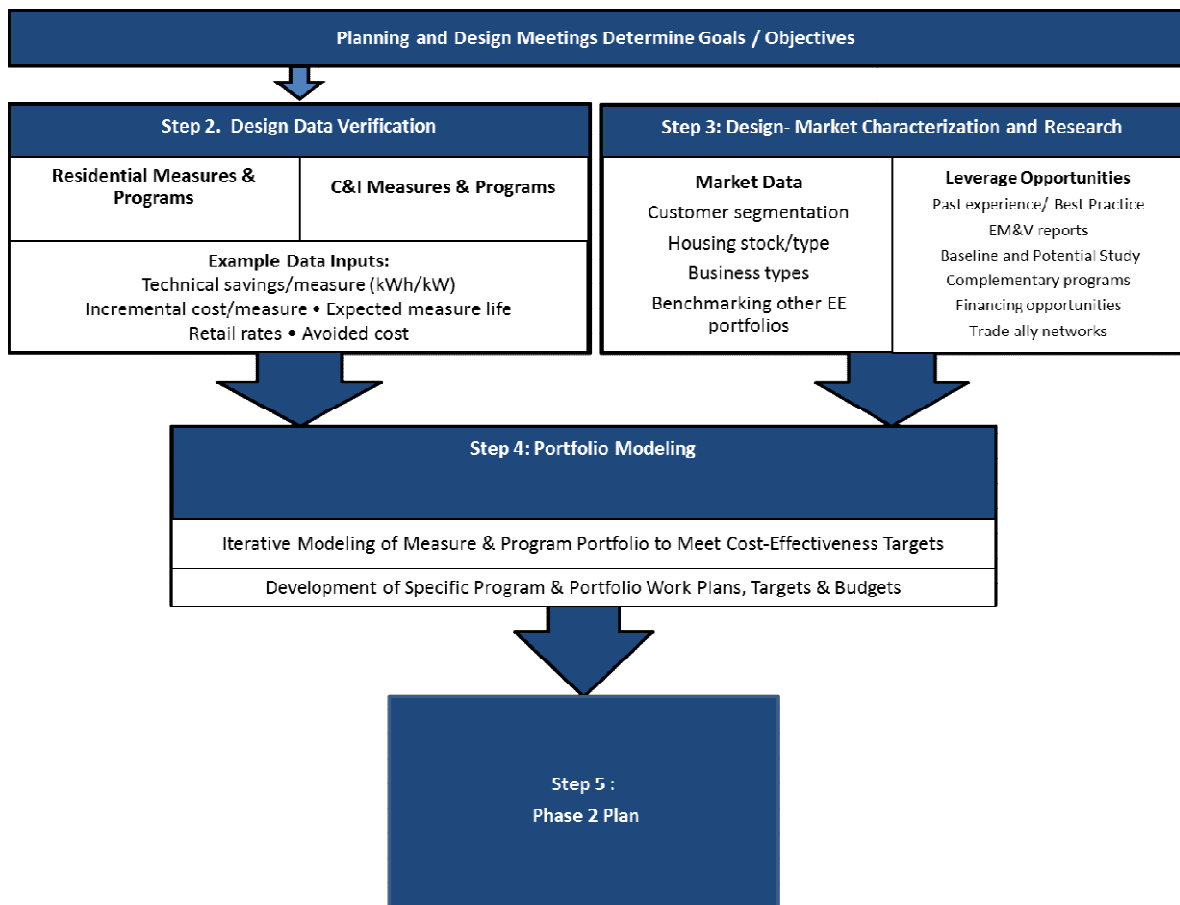 Planning and Design Meetings Determine Goals / Objectives
Step 2. Design Data Verification
Residential Measures &
Programs
C&I Measures & Programs
Example Data Inputs:
Technical savings/measure (kWh/kW)
Incremental cost/measure • Expected measure life
Retail rates • Avoided cost
Step 3: Design- Market Characterization and Research
Market Data
Customer segmentation
Housing stock/type
Business types
Benchmarking other EE
portfolios
Leverage Opportunities
Past experience/ Best Practice
EM&V reports
Baseline and Potential Study
Complementary programs
Financing opportunities
Trade ally networks
Step 4: Portfolio Modeling
Iterative Modeling of Measure & Program Portfolio to Meet Cost-Effectiveness Targets
Development of Specific Program & Portfolio Work Plans, Targets & Budgets
Step 5 :
Phase 2 Plan